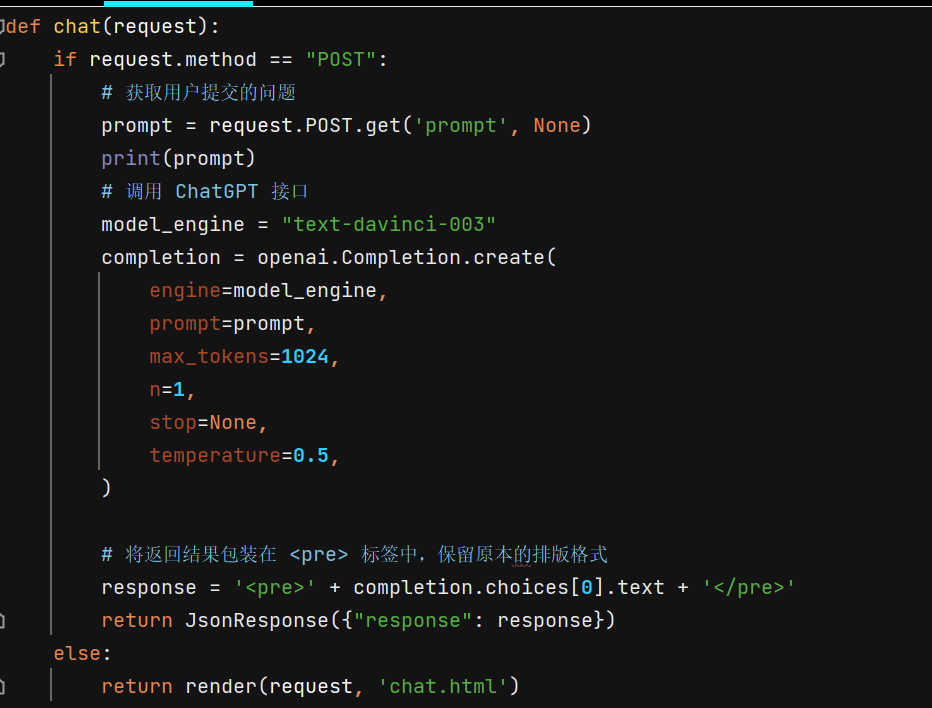 def chat(request):
    if request.method == "POST":
        # 获取用户提交的问题
        prompt = request.POST.get('prompt', None)
        print(prompt)
        # 调用 ChatGPT 接口
        model_engine = "text-davinci-003"
        completion = openai.Completion.create(
            engine=model_engine,
            prompt=prompt,
            max_tokens=1024,
            n=1,
            stop=None,
            temperature=0.5,
        )
        # 将返回结果包装在 <pre> 标签中，保留原本的排版格式
        response = '<pre>' + completion.choices[0].text + '</pre>'
        return JsonResponse({"response": response})
    else:
        return render(request, 'chat.html')